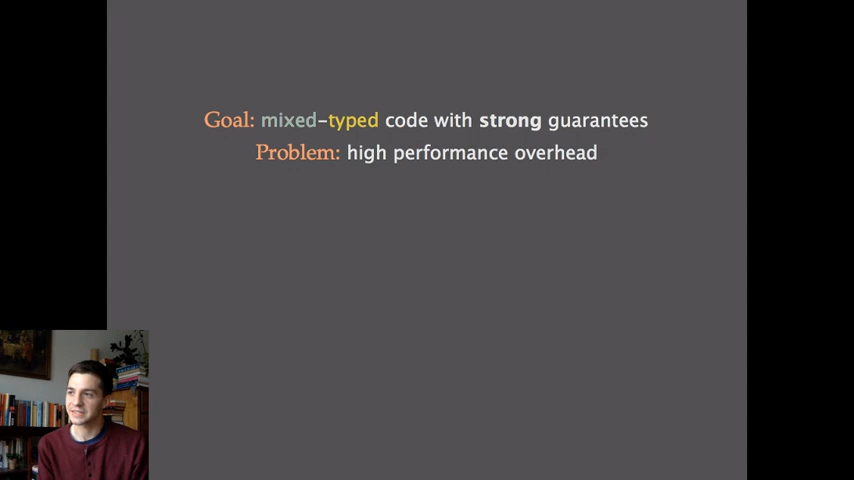 Goal: mixed-typed code with strong guarantees
Problem: high performance overhead